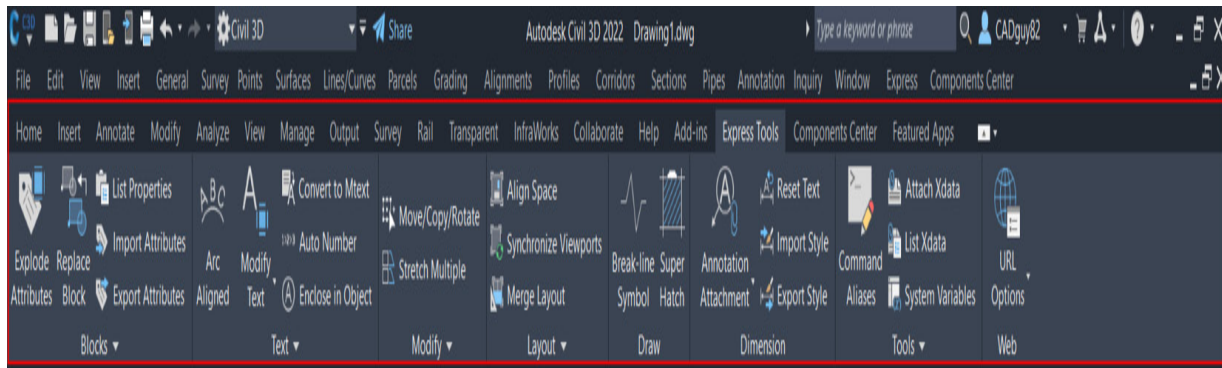 C3D Civil 3D Share Autodesk Civil 3D 2022 Drawing1.dwg Type a keyword or phrase CADguy82
File Edit View Insert General Survey Points Surfaces Lines/Curves Parcels Grading Alignments Profiles Corridors Sections Pipes Annotation Inquiry Window Express Components Center
Home Insert Annotate Modify Analyze View Manage Output Survey Rail Transparent InfraWorks Collaborate Help Add-ins Express Tools Components Center Featured Apps
Explode
Attributes
Replace
Block
List Properties
Import Attributes
Export Attributes
Blocks
Arc
Aligned
Modify
Text
Convert to Mtext
Auto Number
Enclose in Object
Text
Move/Copy/Rotate
Stretch Multiple
Modify
Align Space
Synchronize Viewports
Merge Layout
Layout
Break-line
Symbol
Super
Hatch
Draw
Annotation
Attachment
Reset Text
Import Style
Export Style
Dimension
Command
Aliases
Attach Xdata
List Xdata
System Variables
Tools
URL
Options
Web